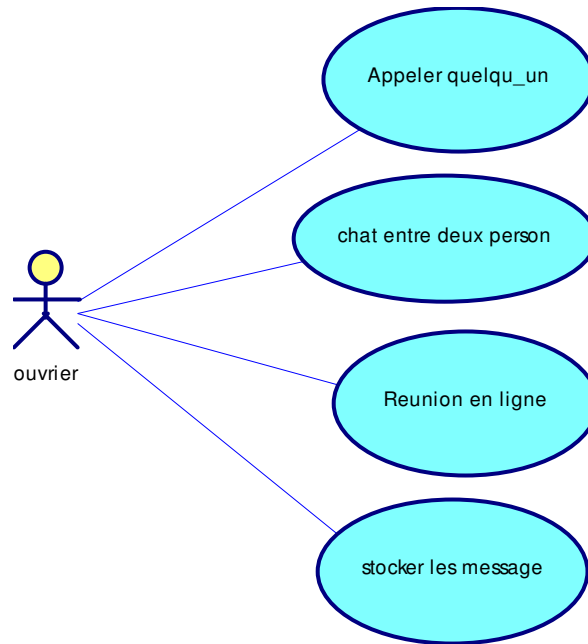 Appeler quelqu_un
chat entre deux person
ouvrier
Reunion en ligne
stocker les message